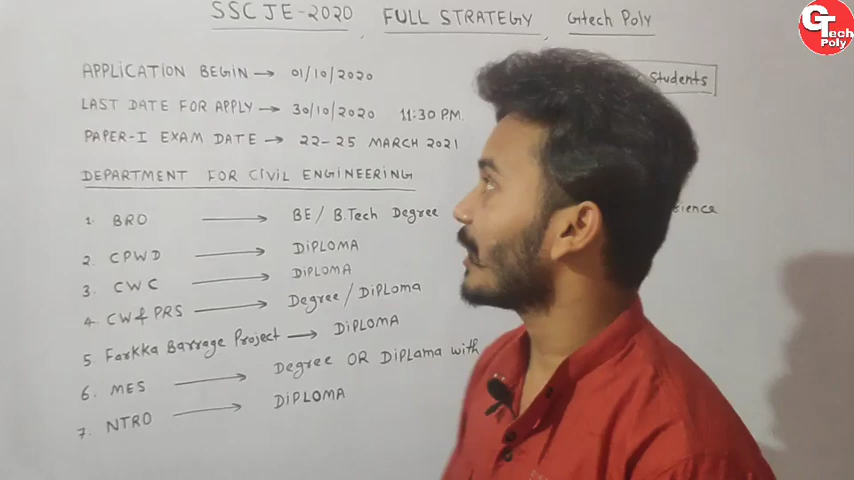 SSC JE-2020, FULL STRATEGY, Gtech Poly
GTech Poly
APPLiCATiON BEGiN → 01/10/2020
Students
LAST DATE FOR APPLY → 30/10/2020 11:30 PM.
PAPER-I EXAM DATE → 22-25 MARCH 2021
DEPARTMENT FOR CiViL ENGiNEERiNG
1. BRO → BE/ B.Tech Degree
2. CPWD → DiPLOMA
3. CWC → DiPLOMA
4. CW&PRS → Degree/DiPLOMA
5 Farkka Barrage Project → DiPLOMA
6. MES → Degree OR DiPLama with
7. NTRO → DiPLOMA